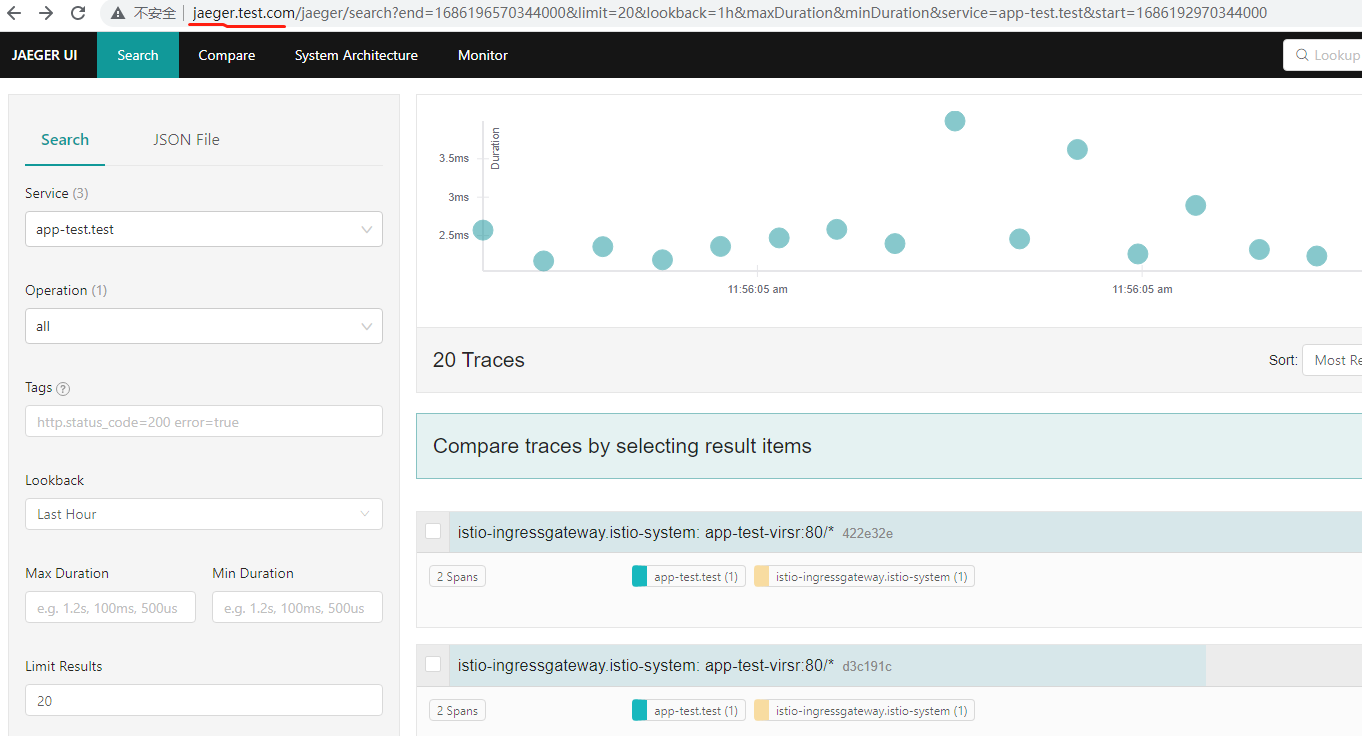 不安全 jaeger.test.com/jaeger/search?end=1686196570344000&limit=20&lookback=1h&maxDuration&minDuration&service=app-test.test&start=1686192970344000
JAEGER UI Search Compare System Architecture Monitor Lookup
Search JSON File
Service (3)
app-test.test
Operation (1)
all
Tags ?
http.status_code=200 error=true
Lookback
Last Hour
Max Duration Min Duration
e.g. 1.2s, 100ms, 500us e.g. 1.2s, 100ms, 500us
Limit Results
20
Duration
3.5ms
3ms
2.5ms
11:56:05 am 11:56:05 am
20 Traces Sort: Most Re
Compare traces by selecting result items
istio-ingressgateway.istio-system: app-test-virsr:80/* 422e32e
2 Spans app-test.test (1) istio-ingressgateway.istio-system (1)
istio-ingressgateway.istio-system: app-test-virsr:80/* d3c191c
2 Spans app-test.test (1) istio-ingressgateway.istio-system (1)